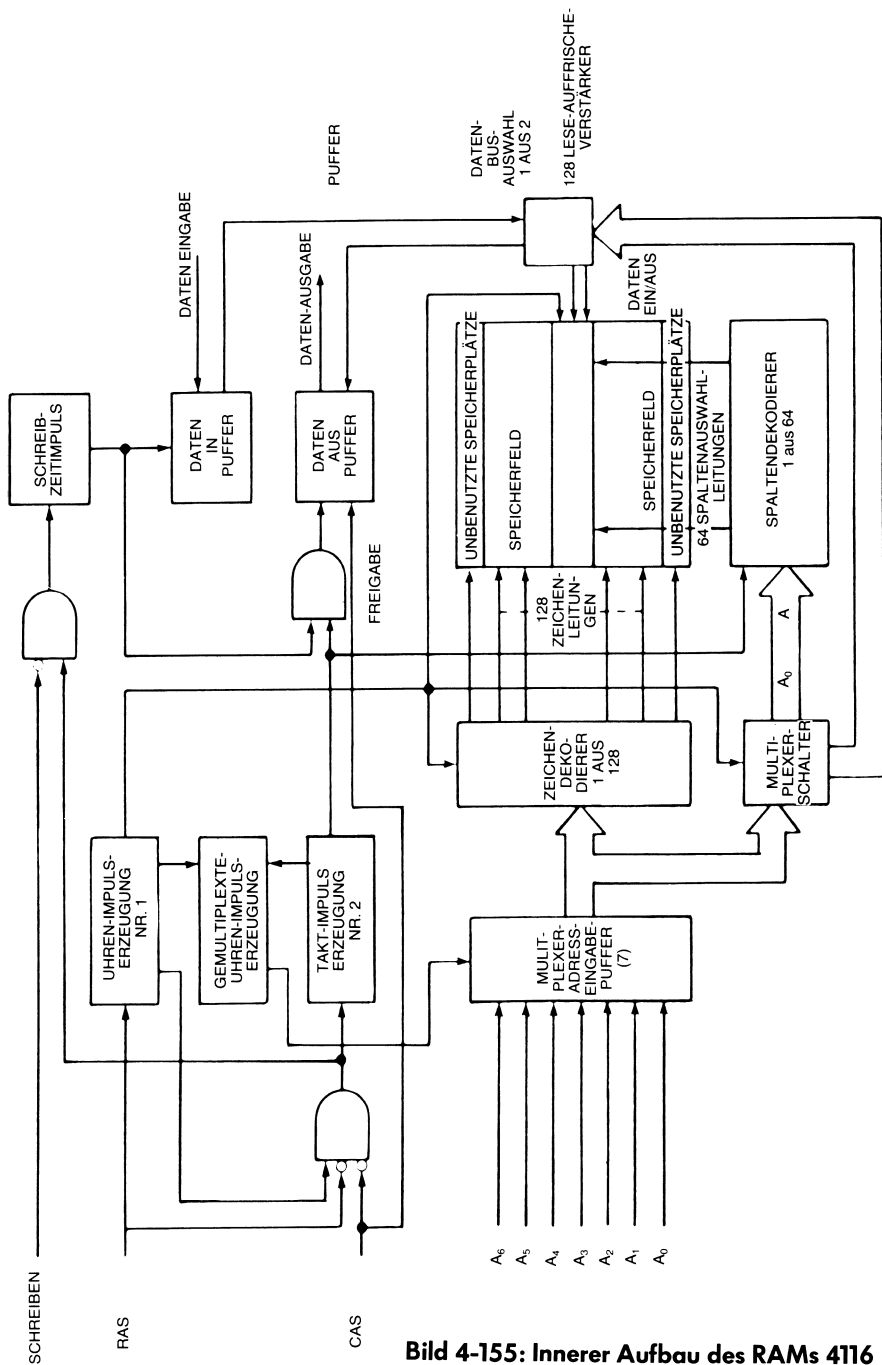 SCHREIBEN
RAS
CAS
UHREN-IMPULS-
ERZEUGUNG
NR. 1
GEMULTIPLEXTE-
UHREN-IMPULS-
ERZEUGUNG
TAKT-IMPULS
ERZEUGUNG
NR. 2
SCHREIB-
ZEITIMPULS
DATEN
IN
PUFFER
DATEN EINGABE
DATEN
AUS
PUFFER
DATEN-AUSGABE
PUFFER
FREIGABE
A6
A5
A4
A3
A2
A1
A0
MULIT-
PLEXER-
ADRESS-
EINGABE-
PUFFER
(7)
ZEICHEN-
DEKO-
DIERER
1 AUS
128
128
ZEICHEN-
LEITUN-
GEN
UNBENUTZTE SPEICHERPLÄTZE
SPEICHERFELD
SPEICHERFELD
UNBENUTZTE SPEICHERPLÄTZE
DATEN
EIN/AUS
DATEN-
BUS-
AUSWAHL
1 AUS 2
128 LESE-AUFFRISCHE-
VERSTÄRKER
64 SPALTENAUSWAHL-
LEITUNGEN
MULTI-
PLEXER-
SCHALTER
A0 A
SPALTENDEKODIERER
1 aus 64
Bild 4-155: Innerer Aufbau des RAMs 4116